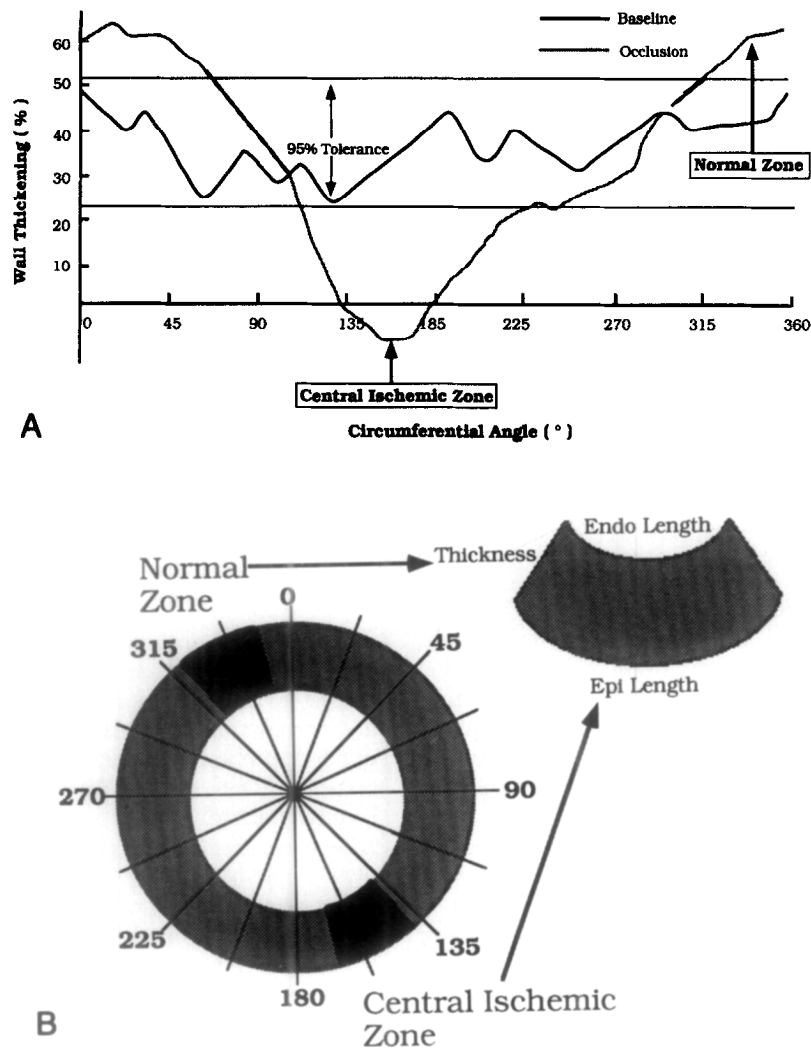 Baseline
Occlusion
Wall Thickening (%)
60
50
40
30
20
10
95% Tolerance
Normal Zone
0 45 90 135 185 225 270 315 360
Central Ischemic Zone
A
Circumferential Angle ( ° )
Normal
Zone
Thickness
Endo Length
Epi Length
0
45
90
135
180
225
270
315
Central Ischemic
Zone
B